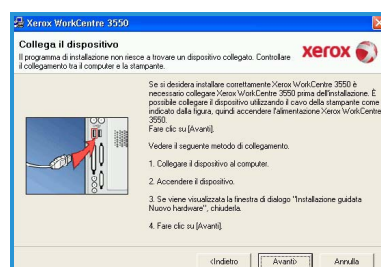 Xerox WorkCentre 3550
Collega il dispositivo
Il programma di installazione non riesce a trovare un dispositivo collegato. Controllare
il collegamento tra il computer e la stampante.
xerox
Se si desidera installare correttamente Xerox WorkCentre 3550 è
necessario collegare Xerox WorkCentre 3550 prima dell'installazione. È
possibile collegare il dispositivo utilizzando il cavo della stampante come
indicato dalla figura, quindi accendere l'alimentazione Xerox WorkCentre
3550.
Fare clic su [Avanti].
Vedere il seguente metodo di collegamento.
1. Collegare il dispositivo al computer.
2. Accendere il dispositivo.
3. Se viene visualizzata la finestra di dialogo "Installazione guidata
Nuovo hardware", chiuderla.
4. Fare clic su [Avanti].
<Indietro
Avanti>
Annulla